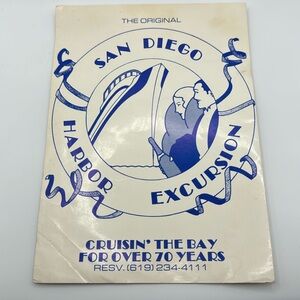 THE ORIGINAL
SAN DIEGO
HARBOR
EXCURSION
CRUISIN' THE BAY
FOR OVER 70 YEARS
RESV. (619) 234-4111